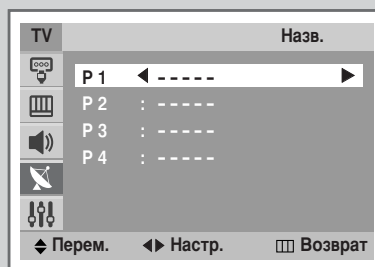 TV Назв.
P 1 ◀ ----- ▶
P 2 : -----
P 3 : -----
P 4 : -----
Перем. Настр. Возврат